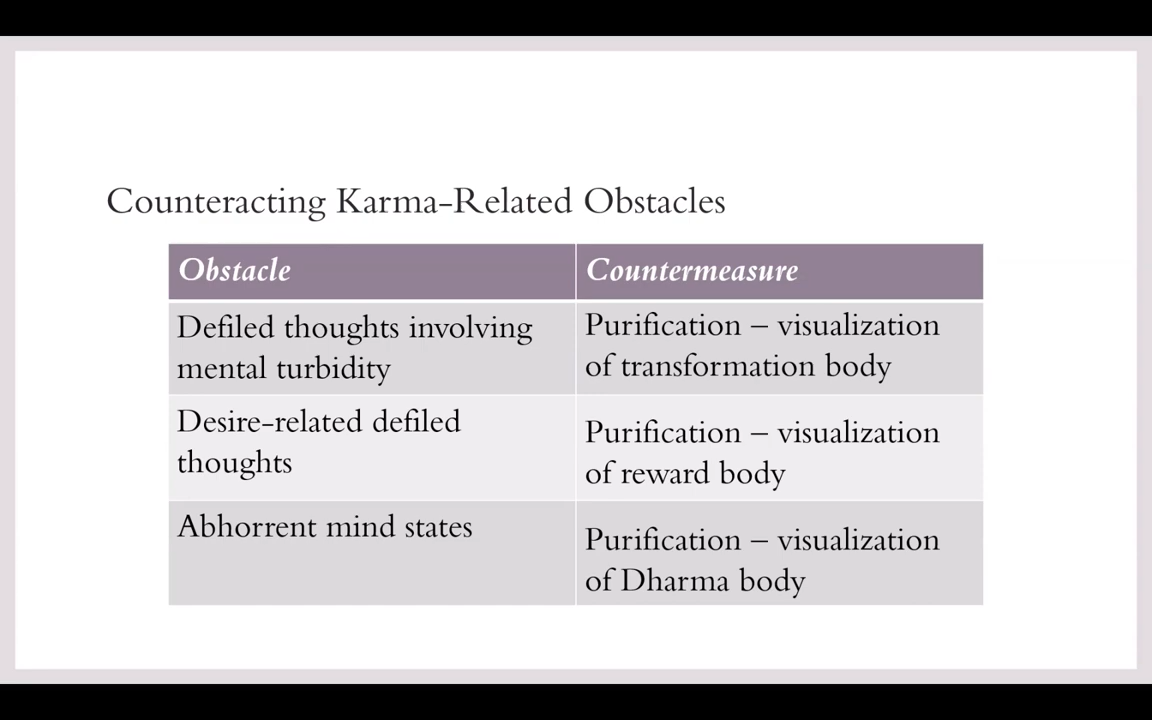 Counteracting Karma-Related Obstacles
Obstacle
Countermeasure
Defiled thoughts involving
mental turbidity
Purification – visualization
of transformation body
Desire-related defiled
thoughts
Purification – visualization
of reward body
Abhorrent mind states
Purification – visualization
of Dharma body